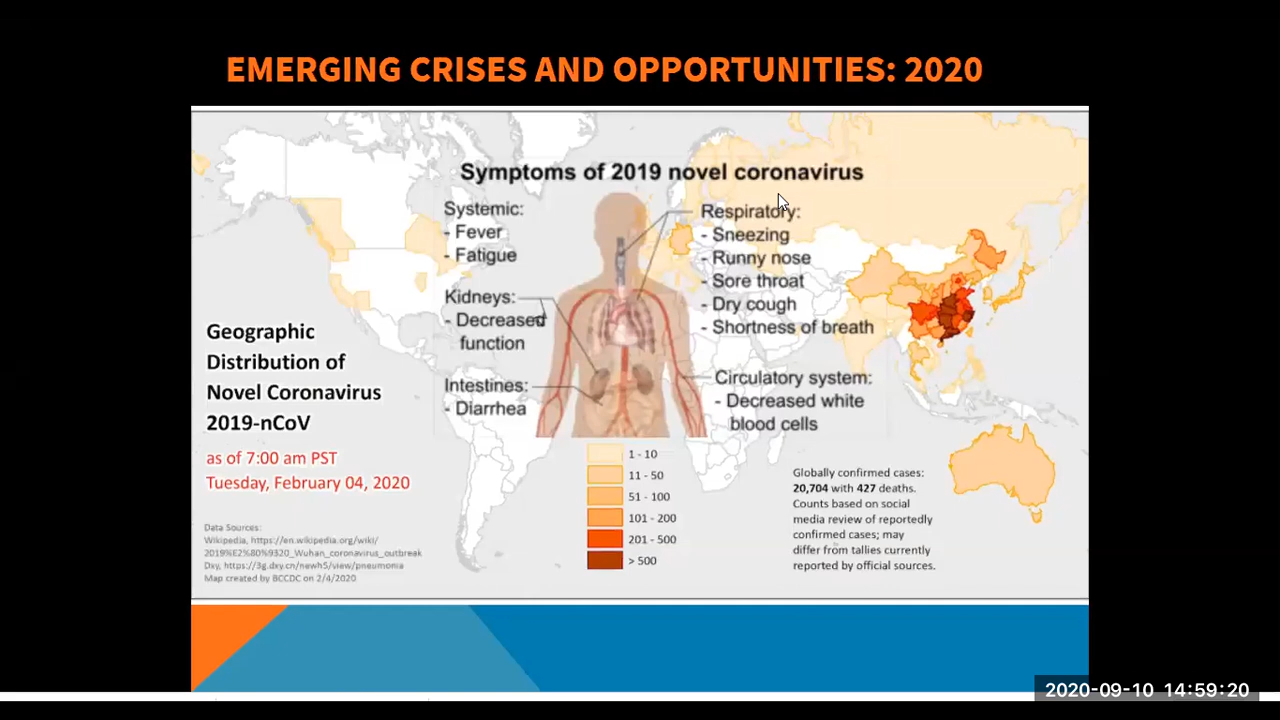 EMERGING CRISES AND OPPORTUNITIES: 2020
Symptoms of 2019 novel coronavirus
Systemic:
- Fever
- Fatigue
Kidneys:
- Decreased
function
Intestines:
- Diarrhea
Respiratory:
- Sneezing
- Runny nose
- Sore throat
- Dry cough
- Shortness of breath
Circulatory system:
- Decreased white
blood cells
Geographic
Distribution of
Novel Coronavirus
2019-nCoV
as of 7:00 am PST
Tuesday, February 04, 2020
Data Sources:
Wikipedia, https://en.wikipedia.org/wiki/
2019%E2%80%9320_Wuhan_coronavirus_outbreak
Dxy, https://3g.dxy.cn/newh5/view/pneumonia
Map created by BCCDC on 2/4/2020
1 - 10
11 - 50
51 - 100
101 - 200
201 - 500
> 500
Globally confirmed cases:
20,704 with 427 deaths.
Counts based on social
media review of reportedly
confirmed cases; may
differ from tallies currently
reported by official sources.
2020-09-10 14:59:20